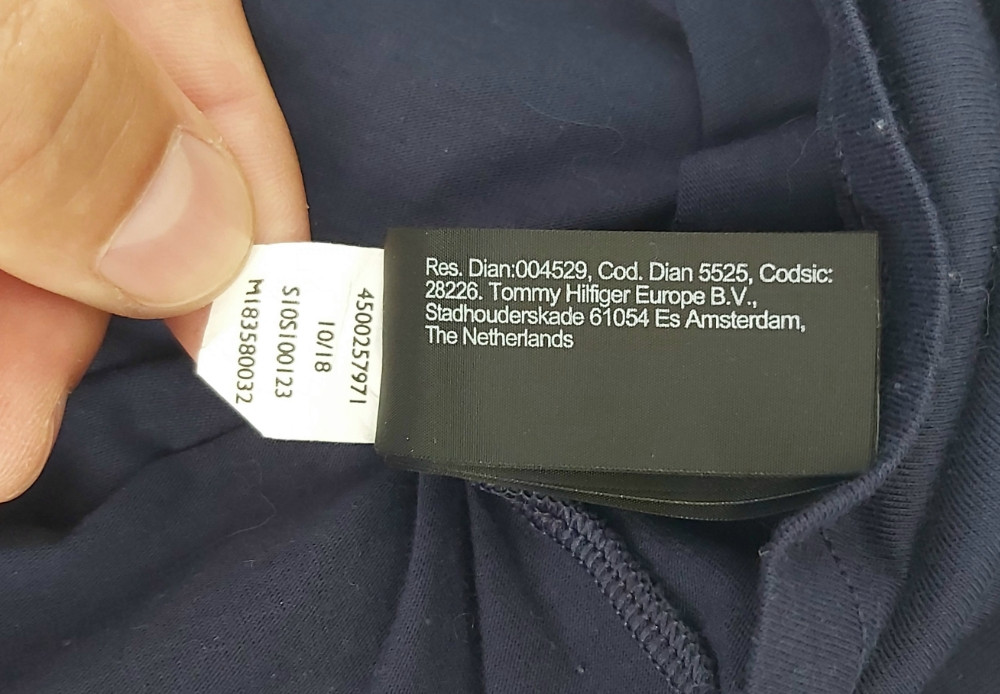 4500257971
10/18
S10S100123
M183580032
Res. Dian:004529, Cod. Dian 5525, Codsic:
28226. Tommy Hilfiger Europe B.V.,
Stadhouderskade 61054 Es Amsterdam,
The Netherlands